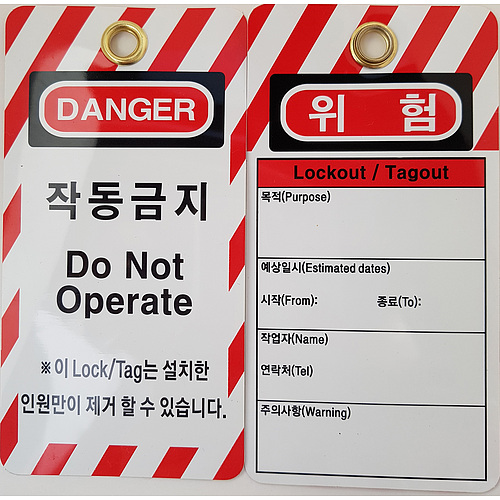 DANGER
작동금지
Do Not
Operate
※ 이 Lock/Tag는 설치한
인원만이 제거 할 수 있습니다.
위 험
Lockout / Tagout
목적(Purpose)
예상일시(Estimated dates)
시작(From): 종료(To):
작업자(Name)
연락처(Tel)
주의사항(Warning)